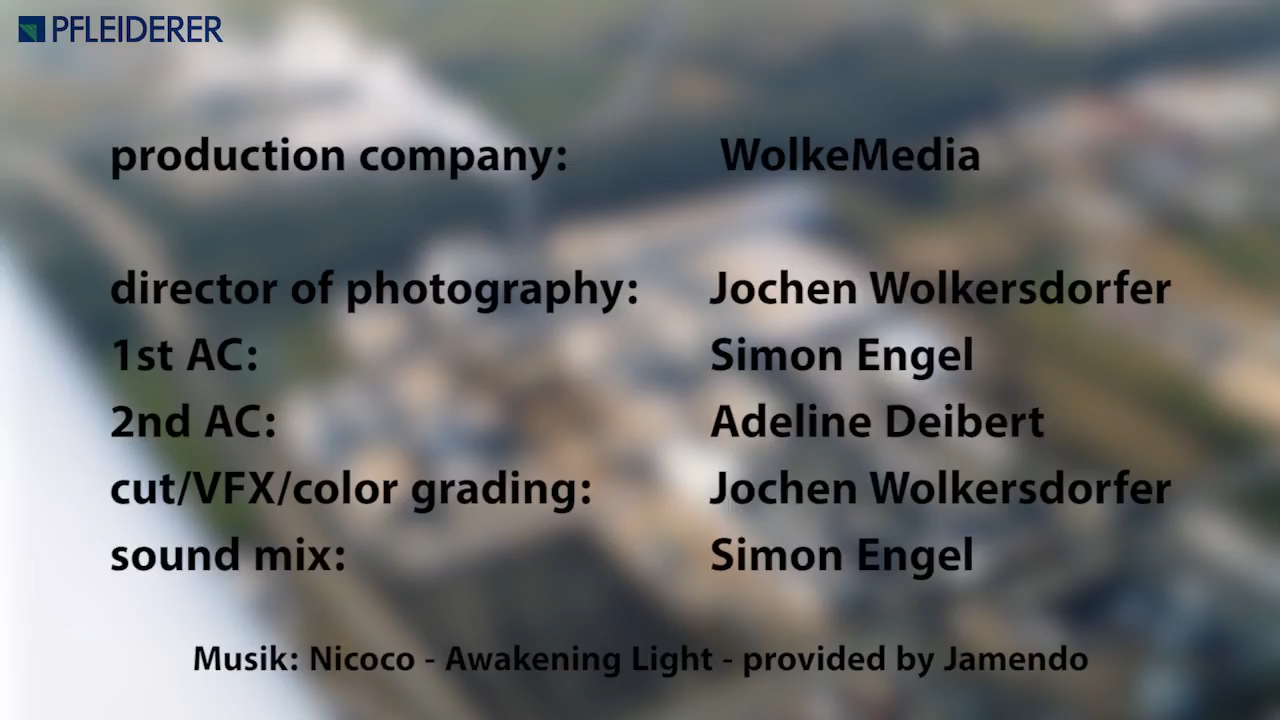 PFLEIDERER
production company: WolkeMedia
director of photography: Jochen Wolkersdorfer
1st AC: Simon Engel
2nd AC: Adeline Deibert
cut/VFX/color grading: Jochen Wolkersdorfer
sound mix: Simon Engel
Musik: Nicoco - Awakening Light - provided by Jamendo